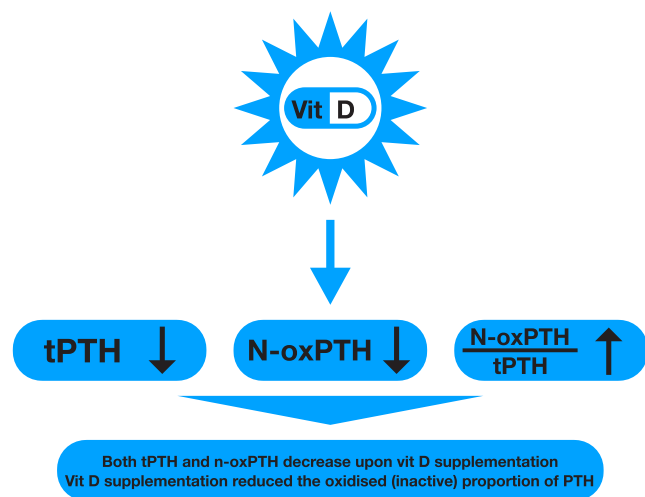 Vit D
tPTH
N-oxPTH
N-oxPTH
tPTH
Both tPTH and n-oxPTH decrease upon vit D supplementation
Vit D supplementation reduced the oxidised (inactive) proportion of PTH